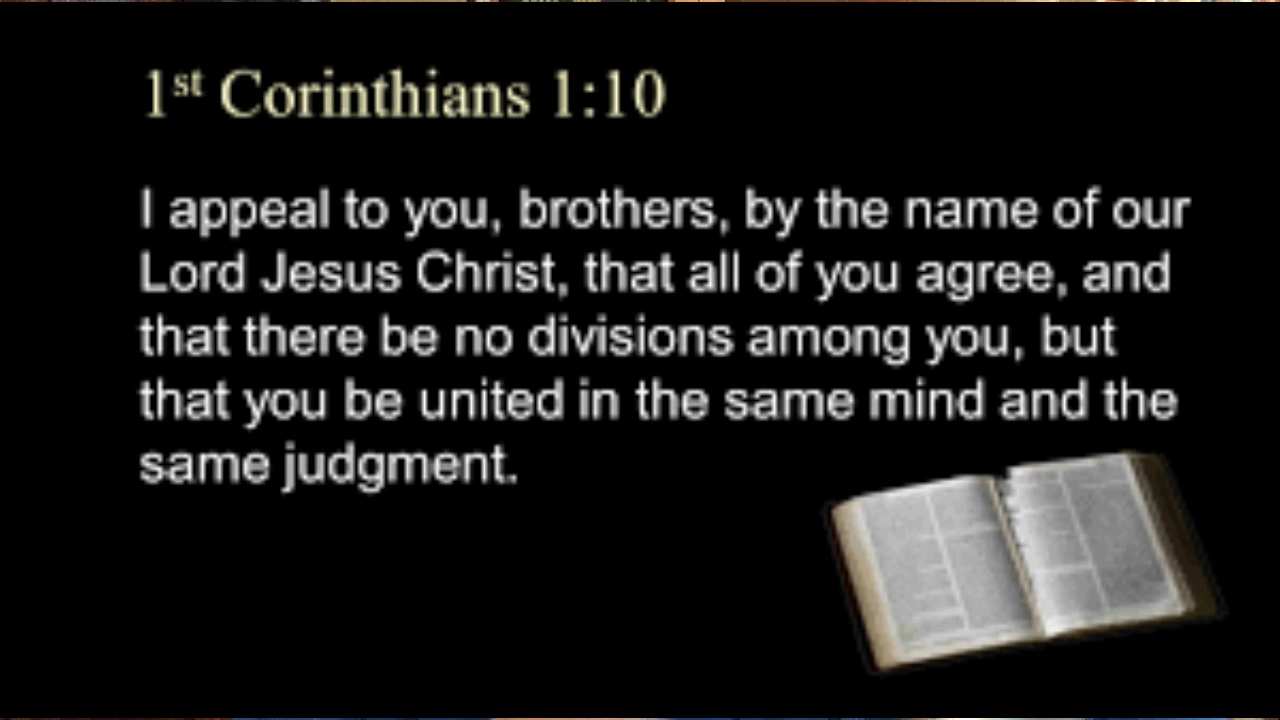 1st Corinthians 1:10
I appeal to you, brothers, by the name of our
Lord Jesus Christ, that all of you agree, and
that there be no divisions among you, but
that you be united in the same mind and the
same judgment.